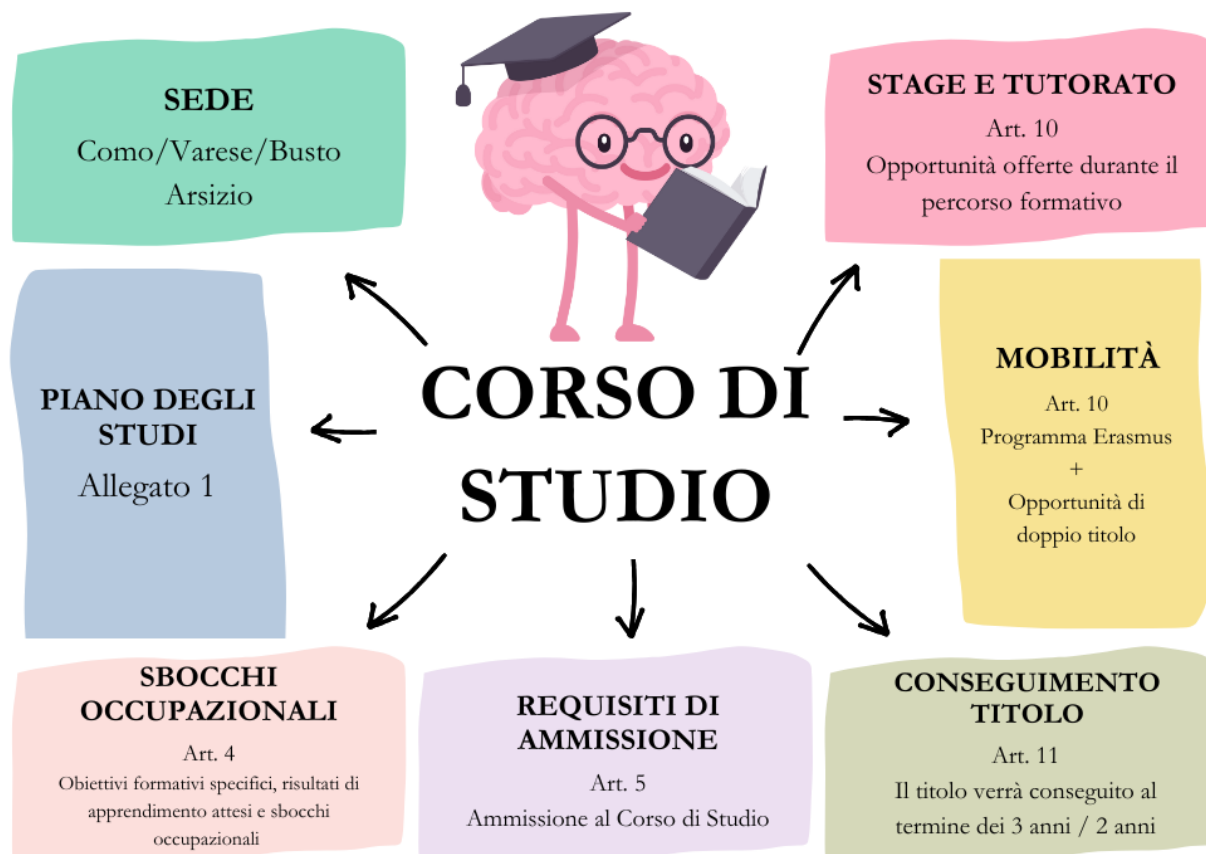 SEDE
Como/Varese/Busto
Arsizio
STAGE E TUTORATO
Art. 10
Opportunità offerte durante il
percorso formativo
PIANO DEGLI
STUDI
Allegato 1
CORSO DI
STUDIO
MOBILITÀ
Art. 10
Programma Erasmus
+
Opportunità di
doppio titolo
SBOCCHI
OCCUPAZIONALI
Art. 4
Obiettivi formativi specifici, risultati di
apprendimento attesi e sbocchi
occupazionali
REQUISITI DI
AMMISSIONE
Art. 5
Ammissione al Corso di Studio
CONSEGUIMENTO
TITOLO
Art. 11
Il titolo verrà conseguito al
termine dei 3 anni / 2 anni